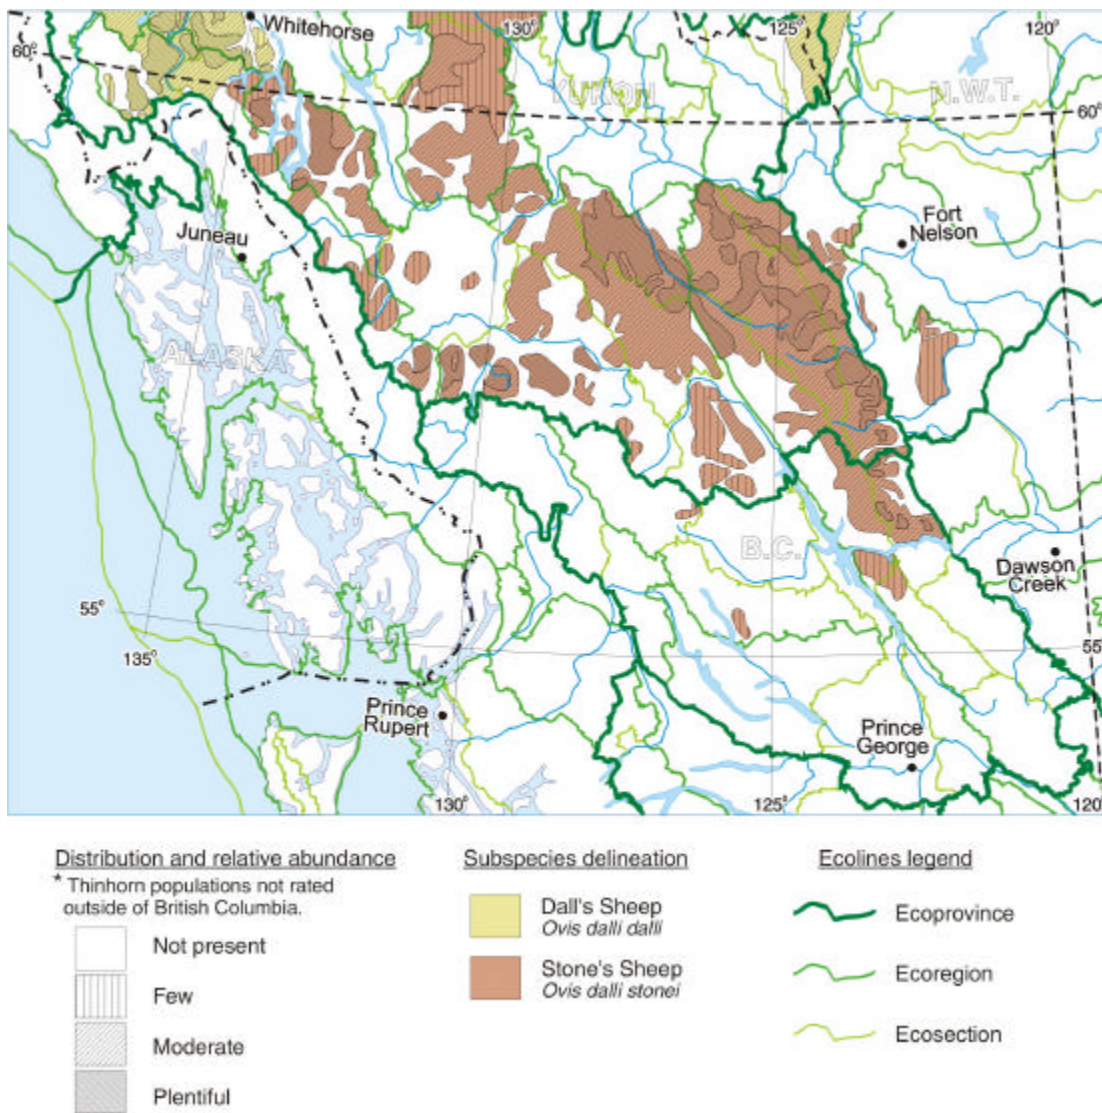 Whitehorse
130°
125°
120°
60°
YUKON
N.W.T.
60°
Fort
Nelson
Juneau
ALASKA
B.C.
Dawson
Creek
55°
135°
55°
Prince
Rupert
Prince
George
130°
125°
120°
Distribution and relative abundance
* Thinhorn populations not rated
outside of British Columbia.
Not present
Few
Moderate
Plentiful
Subspecies delineation
Dall's Sheep
Ovis dalli dalli
Stone's Sheep
Ovis dalli stonei
Ecolines legend
Ecoprovince
Ecoregion
Ecosection